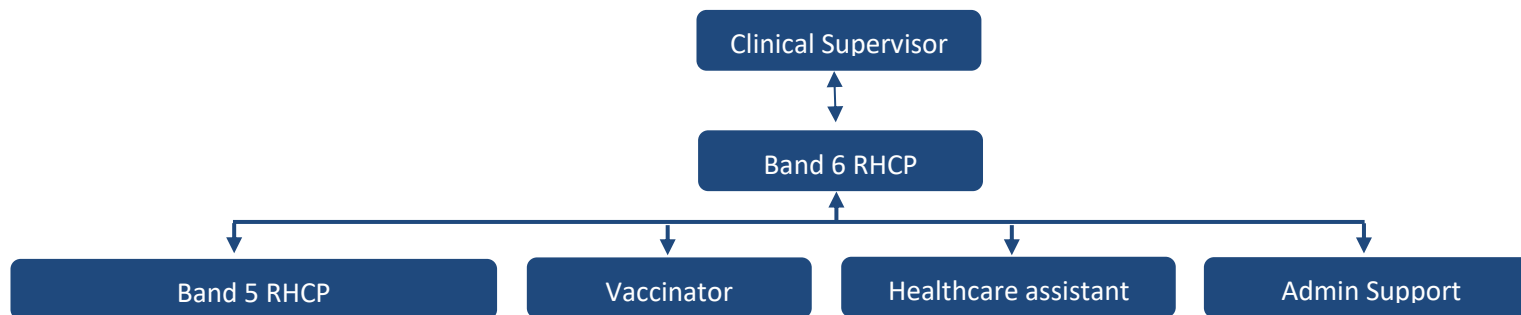 Clinical Supervisor
Band 6 RHCP
Band 5 RHCP
Vaccinator
Healthcare assistant
Admin Support